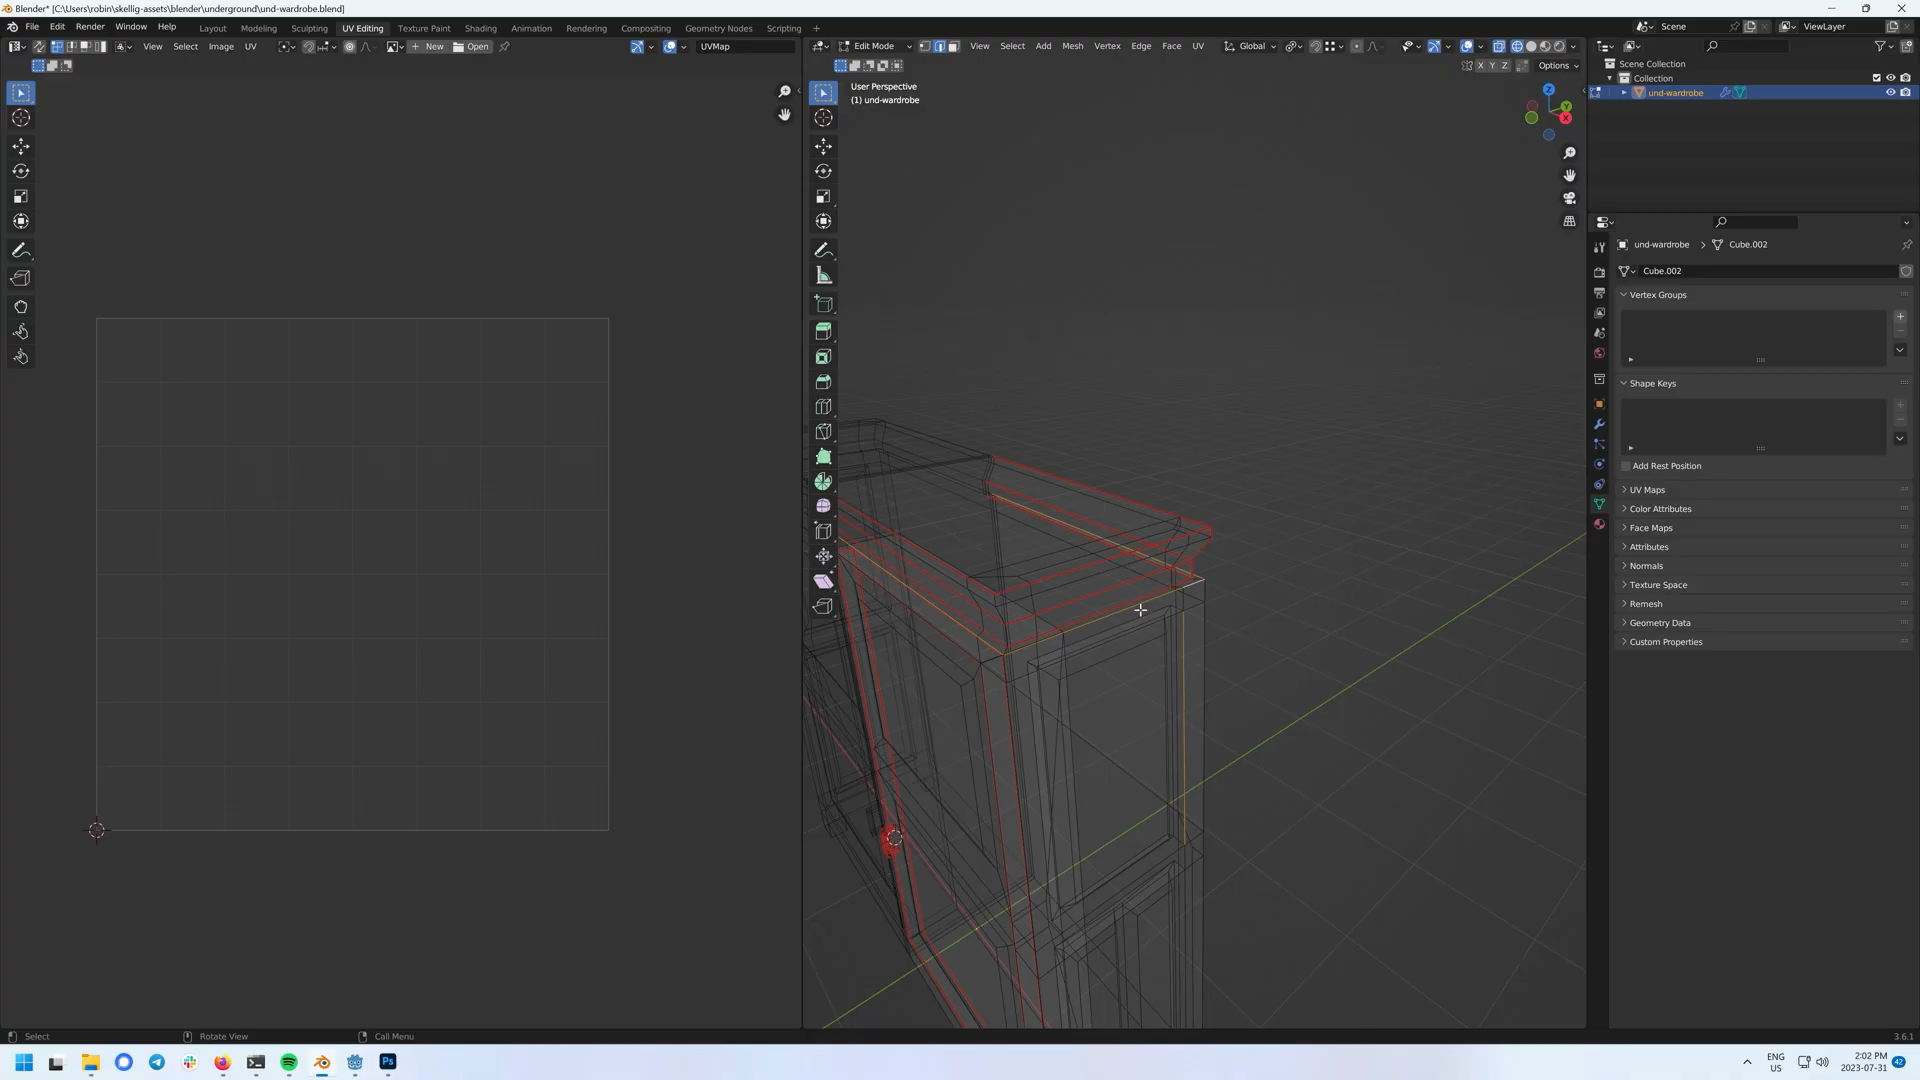 Blender* [C:\Users\robin\skellig-assets\blender\underground\und-wardrobe.blend]
File Edit Render Window Help Layout Modeling Sculpting UV Editing Texture Paint Shading Animation Rendering Compositing Geometry Nodes Scripting + Scene ViewLayer
View Select Image UV New Open UVMap Edit Mode View Select Add Mesh Vertex Edge Face UV Global
X Y Z Options
User Perspective
(1) und-wardrobe
Z
Y
X
Scene Collection
Collection
und-wardrobe
und-wardrobe > Cube.002
Cube.002
Vertex Groups
Shape Keys
Add Rest Position
UV Maps
Color Attributes
Face Maps
Attributes
Normals
Texture Space
Remesh
Geometry Data
Custom Properties
Select Rotate View Call Menu 3.6.1
Ps
ENG
US
2:02 PM
2023-07-31
42